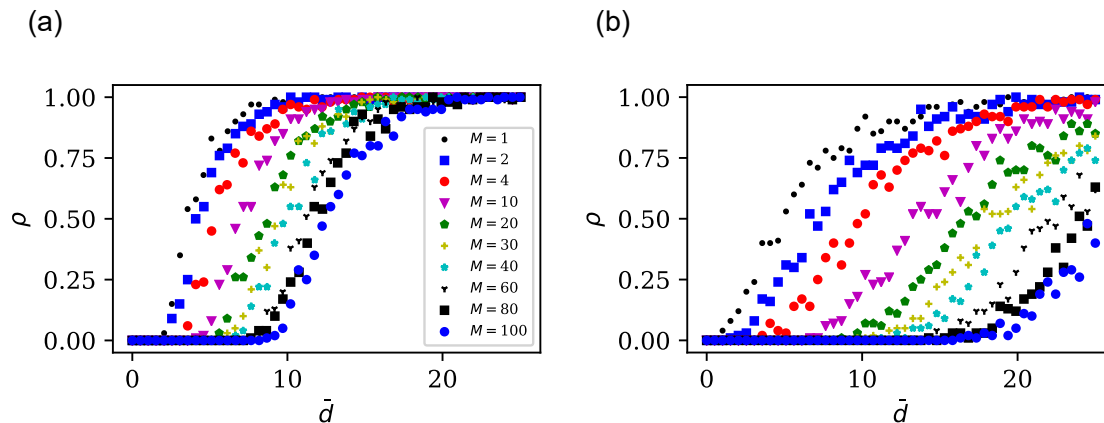 (a)
(b)
1.00
0.75
0.50
0.25
0.00
ρ
0
10
20
d̄
M = 1
M = 2
M = 4
M = 10
M = 20
M = 30
M = 40
M = 60
M = 80
M = 100
1.00
0.75
0.50
0.25
0.00
ρ
0
10
20
d̄